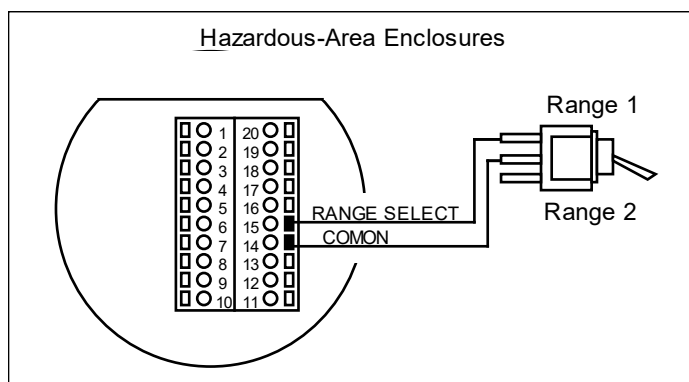 Hazardous-Area Enclosures
Range 1
1 20
2 19
3 18
4 17
5 16
6 15 RANGE SELECT
7 14 COMON
8 13
9 12
10 11
Range 2